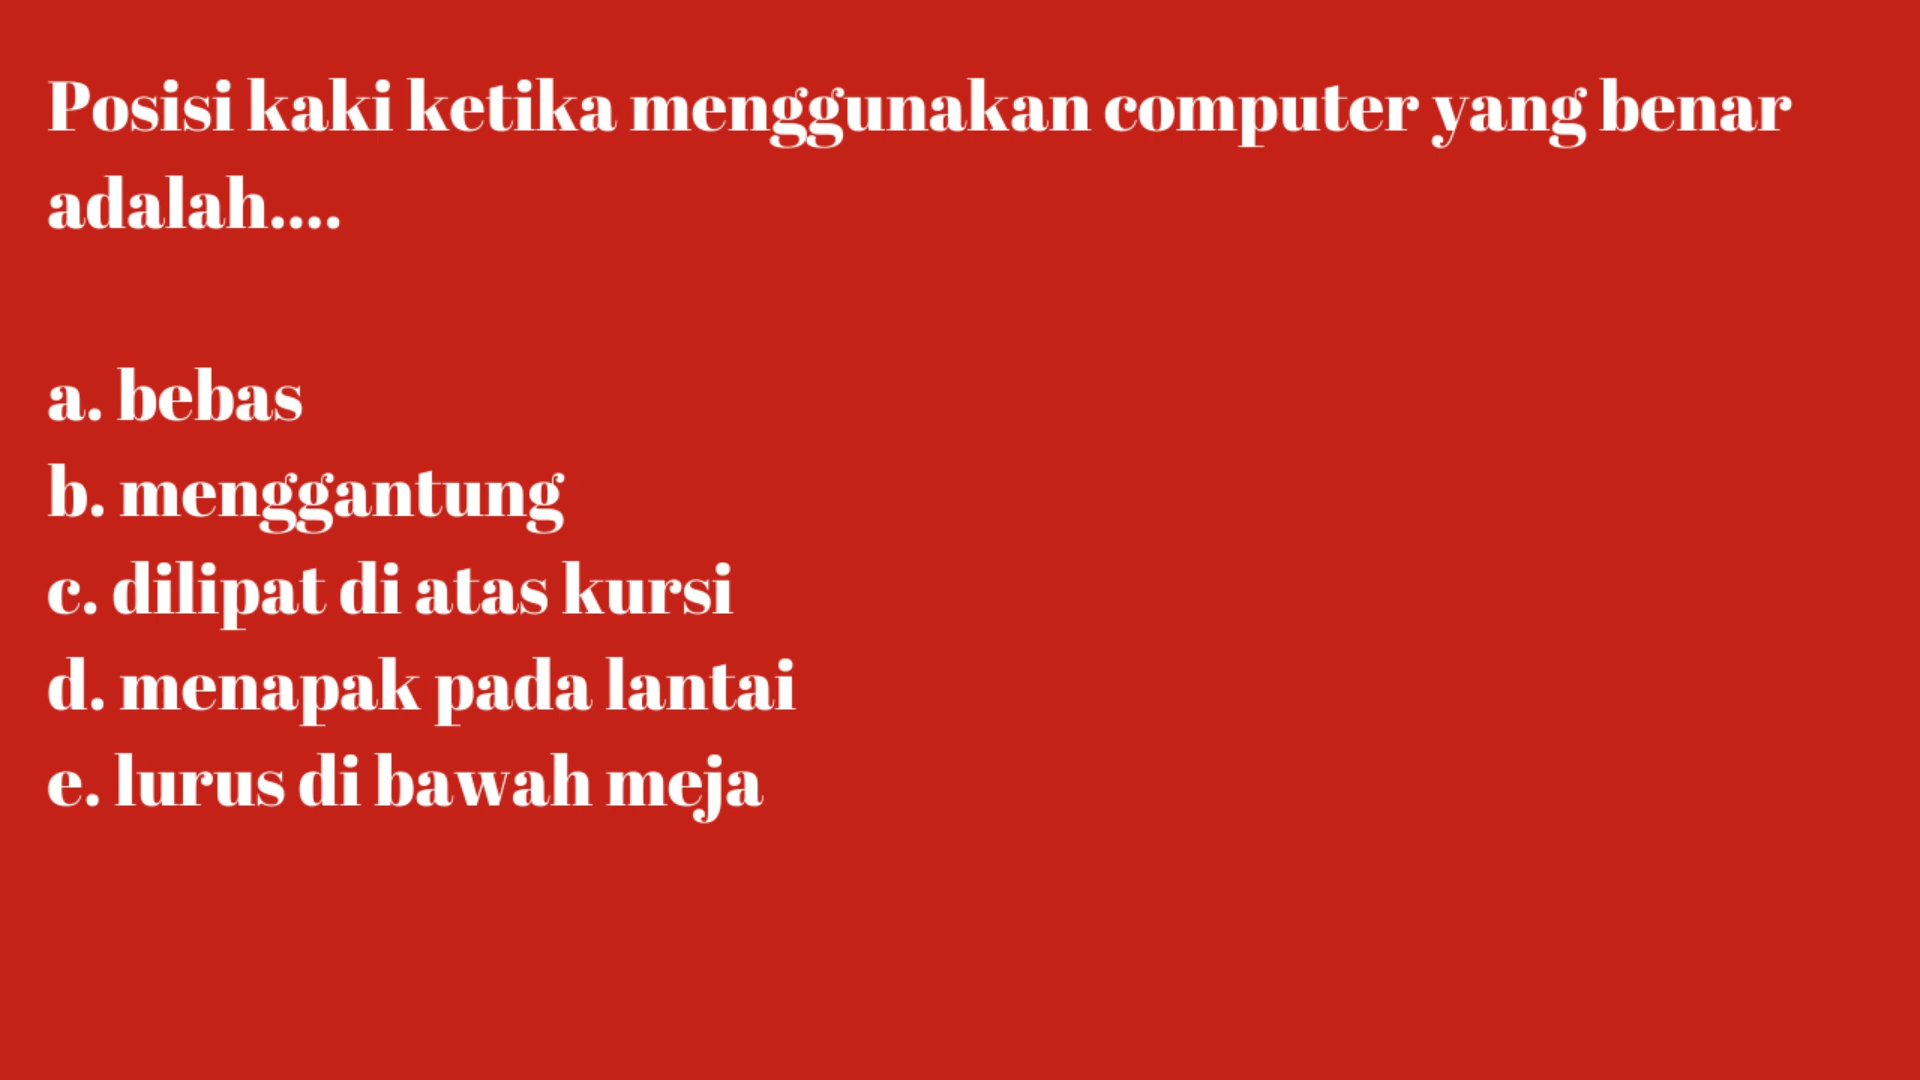 Posisi kaki ketika menggunakan computer yang benar
adalah....
a. bebas
b. menggantung
c. dilipat di atas kursi
d. menapak pada lantai
e. lurus di bawah meja